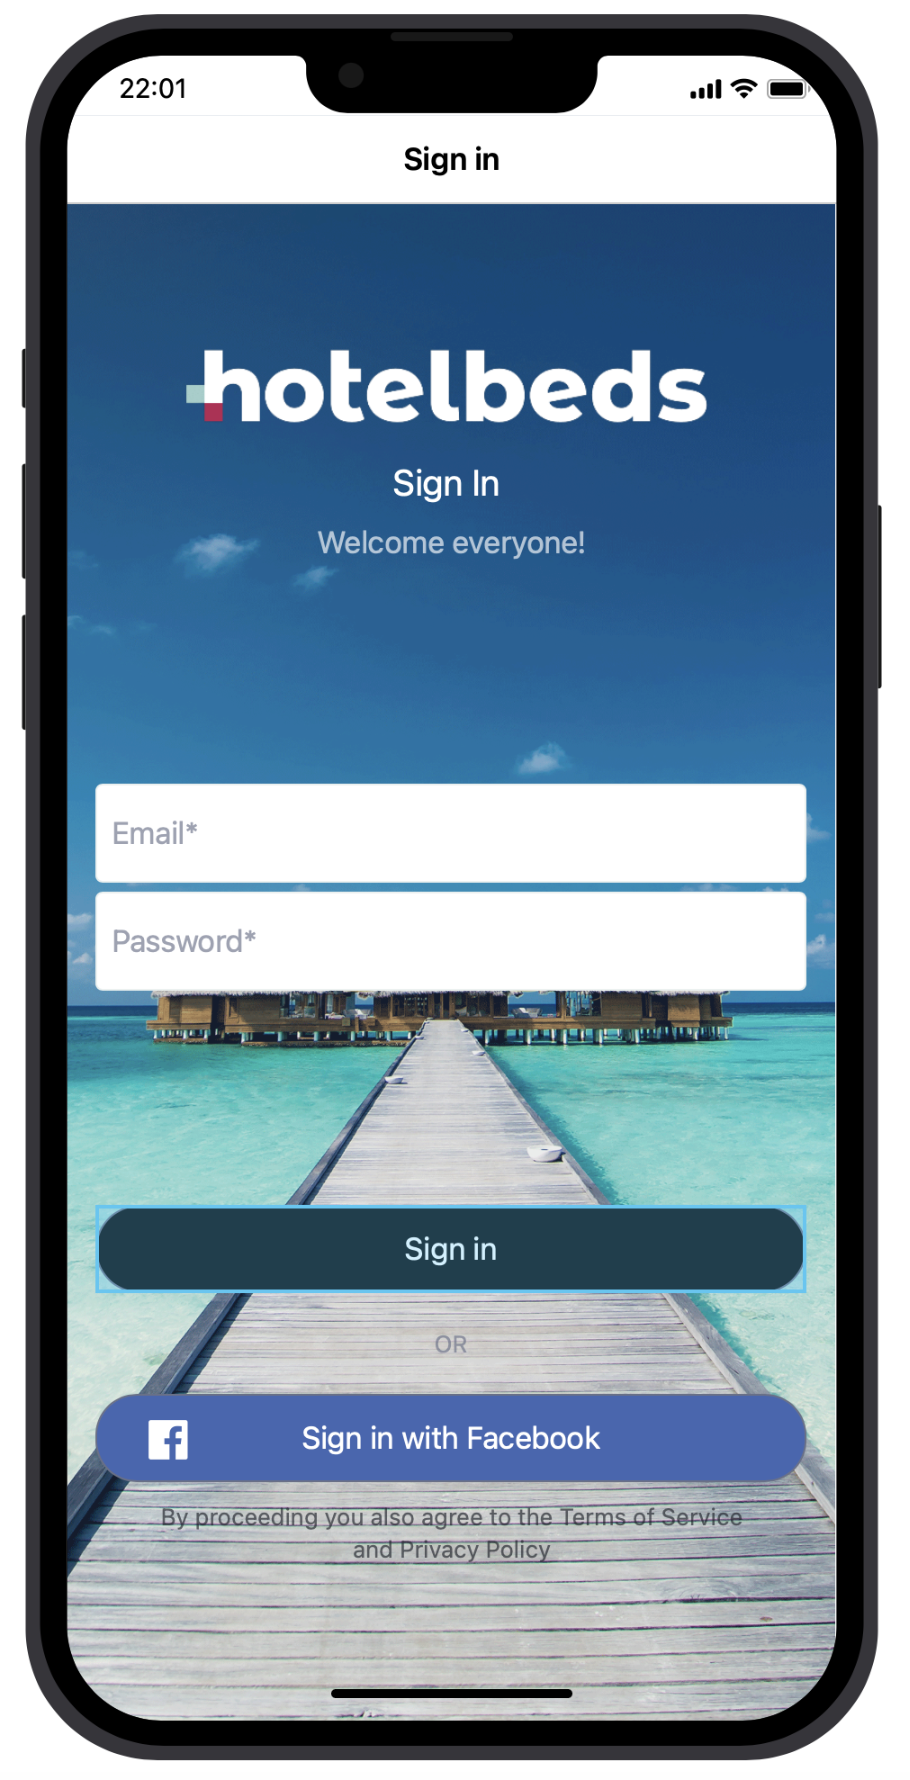 22:01
Sign in
hotelbeds
Sign In
Welcome everyone!
Email*
Password*
Sign in
OR
Sign in with Facebook
By proceeding you also agree to the Terms of Service
and Privacy Policy